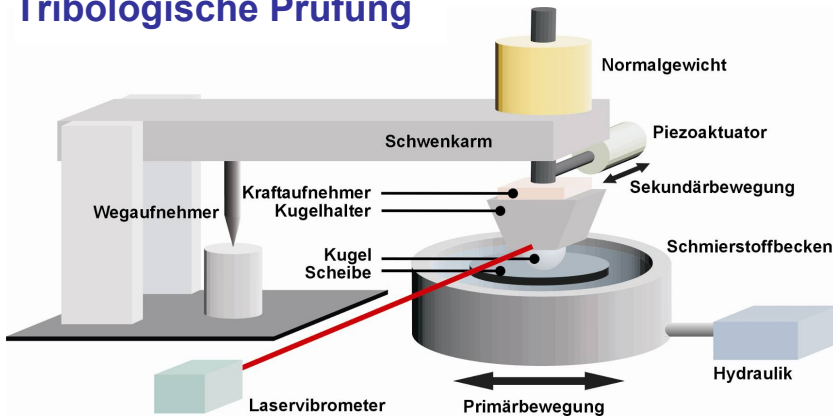 Tribologische Prüfung
Normalgewicht
Piezoaktuator
Schwenkarm
Kraftaufnehmer
Kugelhalter
Sekundärbewegung
Wegaufnehmer
Kugel
Scheibe
Schmierstoffbecken
Hydraulik
Laservibrometer
Primärbewegung